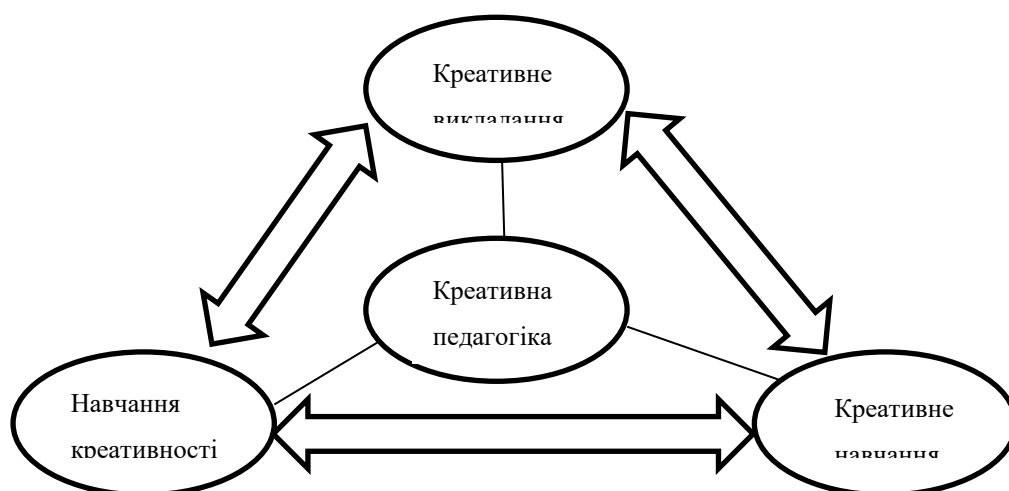 Креативне
викладання
Креативна
педагогіка
Навчання
креативності
Креативне
навчання